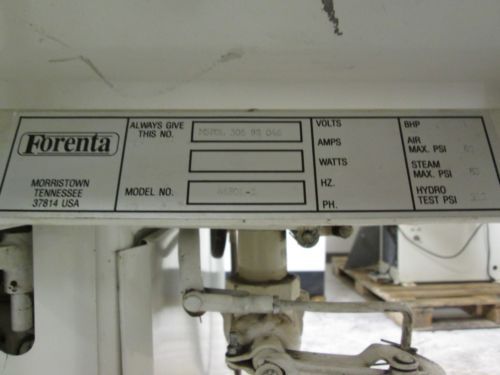 Forenta
MORRISTOWN
TENNESSEE
37814 USA
ALWAYS GIVE
THIS NO.
MODEL NO.
VOLTS
AMPS
WATTS
HZ.
PH.
BHP
AIR
MAX. PSI
STEAM
MAX. PSI
HYDRO
TEST PSI